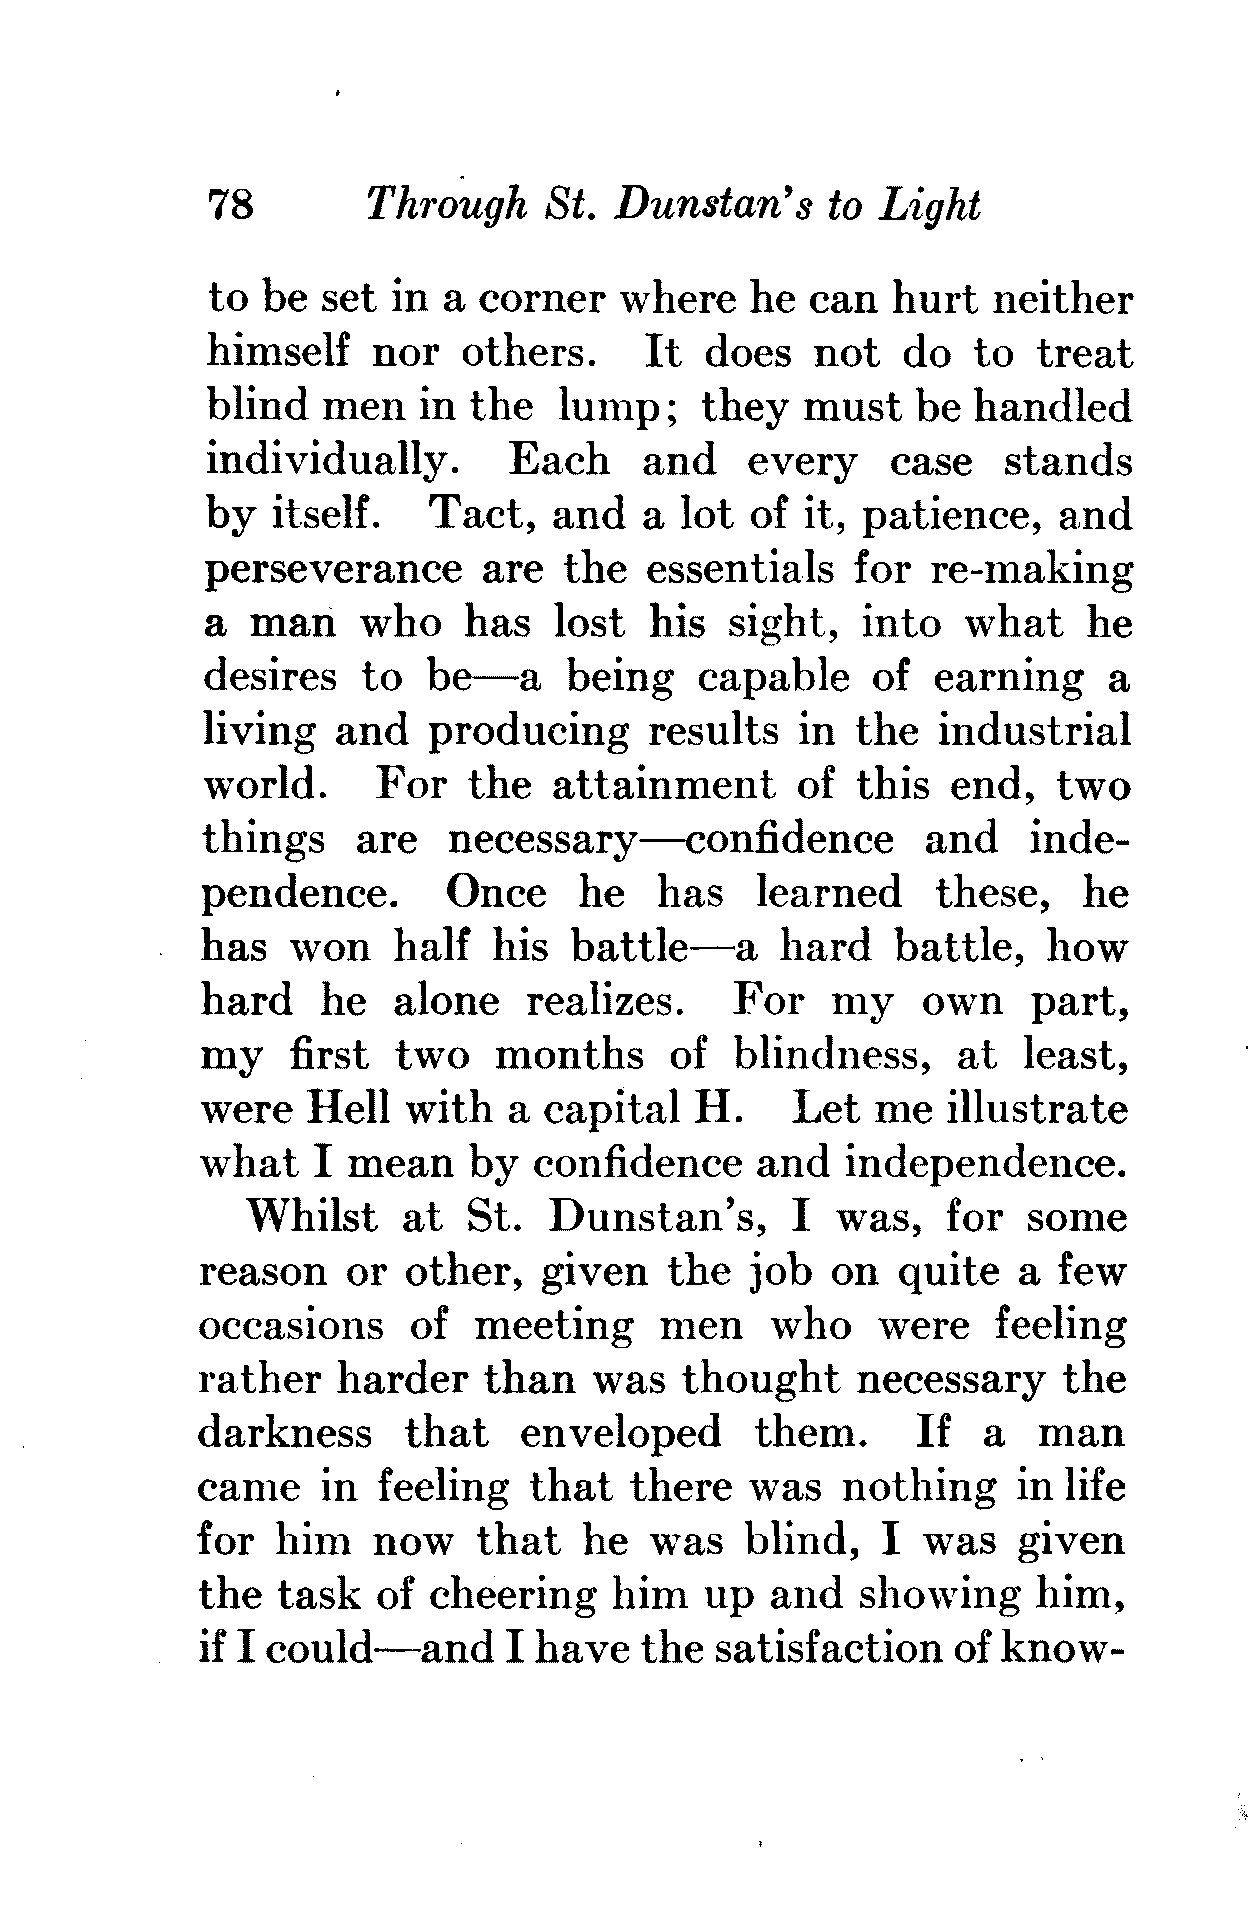 78 Through St. Dunstan's to Light
to be set in a corner where he can hurt neither
himself nor others. It does not do to treat
blind men in the lump; they must be handled
individually. Each and every case stands
by itself. Tact, and a lot of it, patience, and
perseverance are the essentials for re-making
a man who has lost his sight, into what he
desires to be—a being capable of earning a
living and producing results in the industrial
world. For the attainment of this end, two
things are necessary—confidence and inde-
pendence. Once he has learned these, he
has won half his battle—a hard battle, how
hard he alone realizes. For my own part,
my first two months of blindness, at least,
were Hell with a capital H. Let me illustrate
what I mean by confidence and independence.
Whilst at St. Dunstan's, I was, for some
reason or other, given the job on quite a few
occasions of meeting men who were feeling
rather harder than was thought necessary the
darkness that enveloped them. If a man
came in feeling that there was nothing in life
for him now that he was blind, I was given
the task of cheering him up and showing him,
if I could—and I have the satisfaction of know-